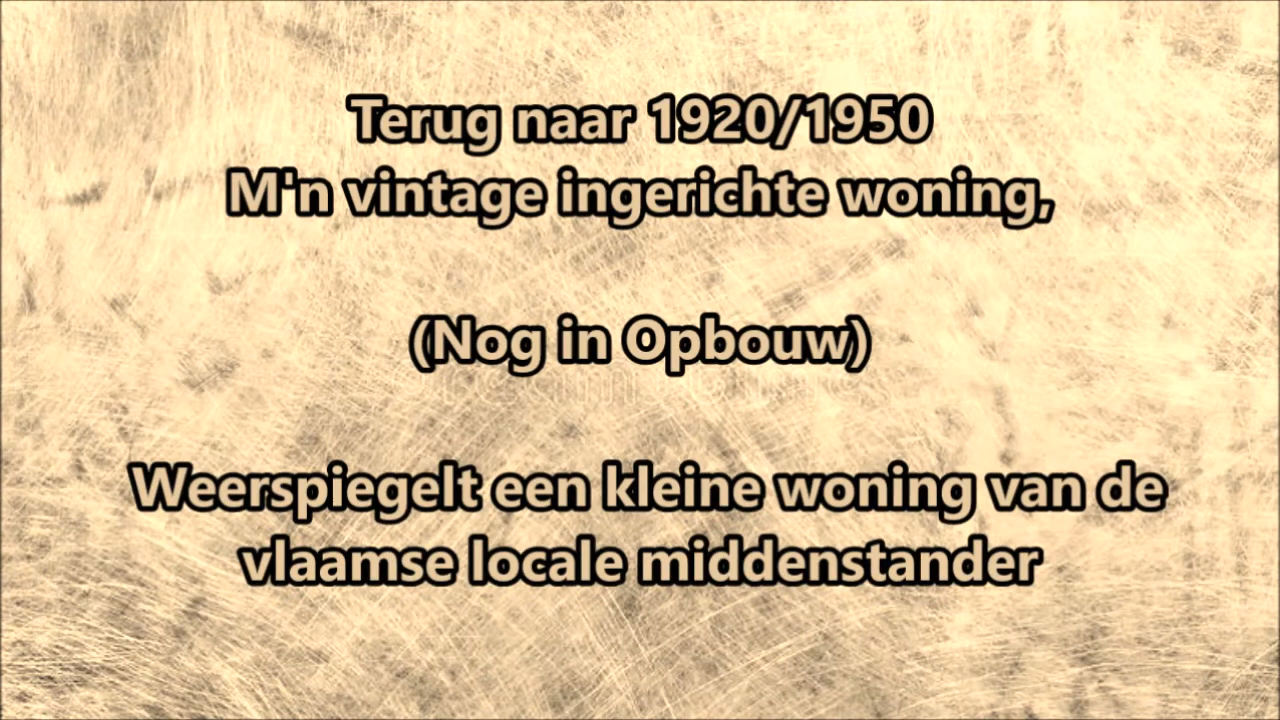 Terug naar 1920/1950
M'n vintage ingerichte woning,
(Nog in Opbouw)
Weerspiegelt een kleine woning van de
vlaamse locale middenstander